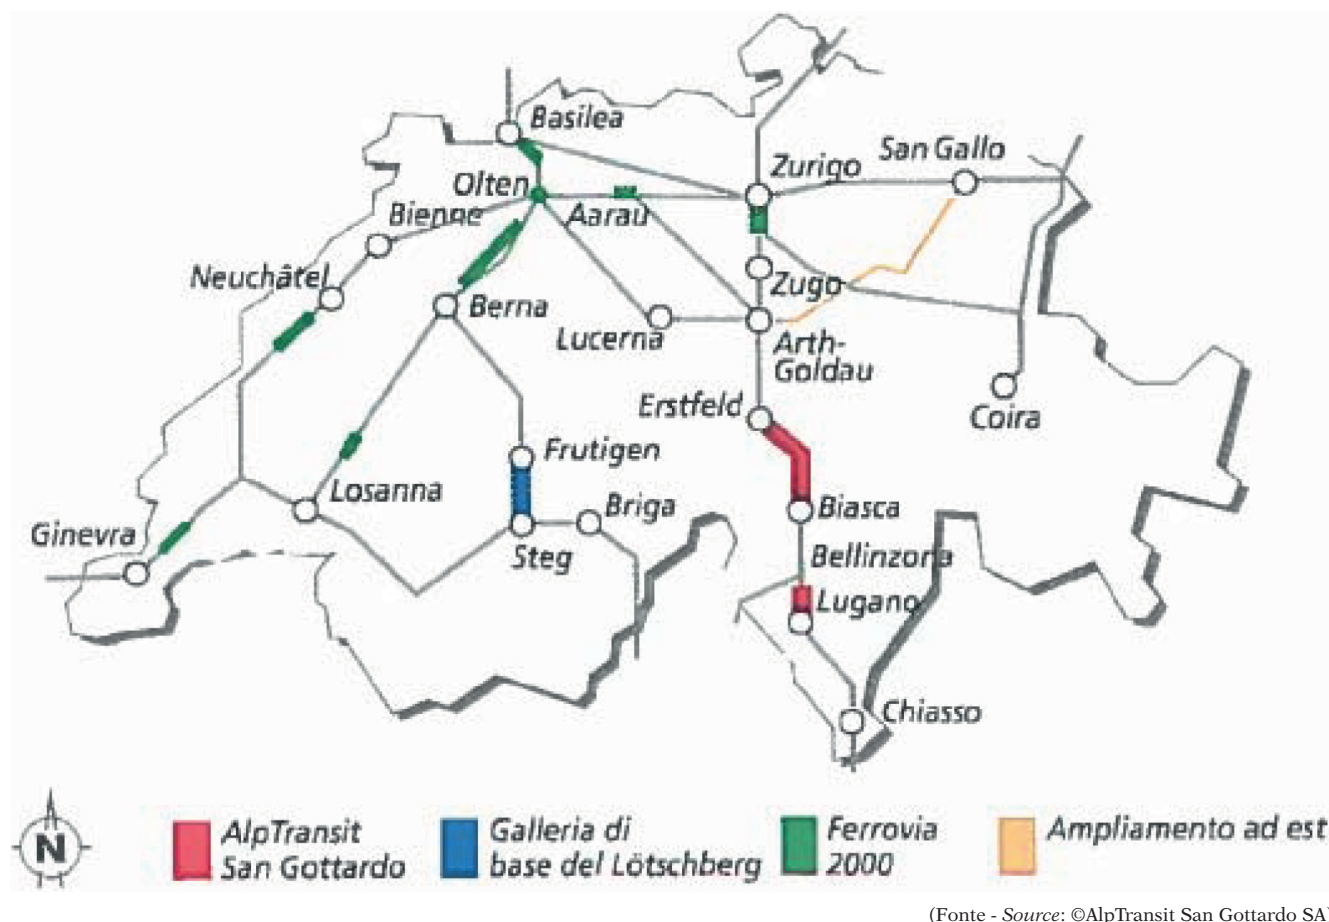 Basilea
Zurigo
San Gallo
Olten
Aarau
Bienne
Neuchâtel
Zugo
Berna
Lucerna
Arth-
Goldau
Erstfeld
Coira
Frutigen
Losanna
Briga
Biasca
Ginevra
Steg
Bellinzona
Lugano
Chiasso
N
AlpTransit
San Gottardo
Galleria di
base del Lötschberg
Ferrovia
2000
Ampliamento ad est
(Fonte - Source: ©AlpTransit San Gottardo SA)